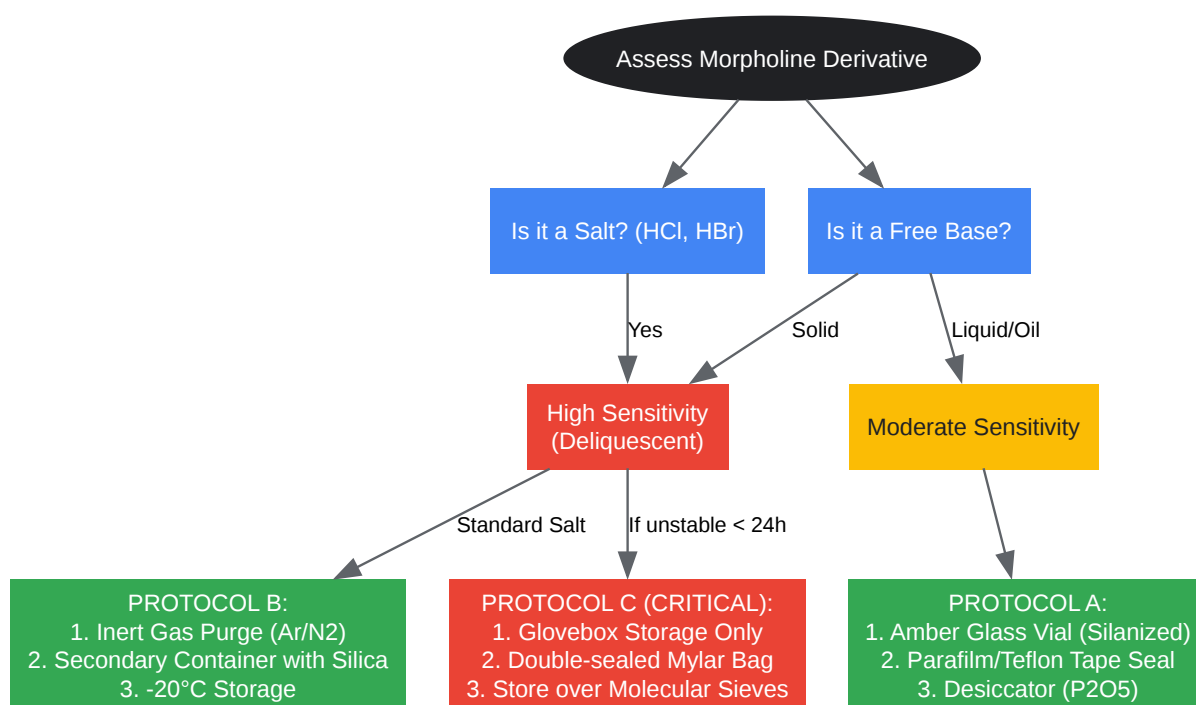 Assess Morpholine Derivative
Is it a Salt? (HCl, HBr)
Is it a Free Base?
Yes
Solid
Liquid/Oil
High Sensitivity
(Deliquescent)
Moderate Sensitivity
Standard Salt
If unstable < 24h
PROTOCOL B:
1. Inert Gas Purge (Ar/N2)
2. Secondary Container with Silica
3. -20°C Storage
PROTOCOL C (CRITICAL):
1. Glovebox Storage Only
2. Double-sealed Mylar Bag
3. Store over Molecular Sieves
PROTOCOL A:
1. Amber Glass Vial (Silanized)
2. Parafilm/Teflon Tape Seal
3. Desiccator (P2O5)